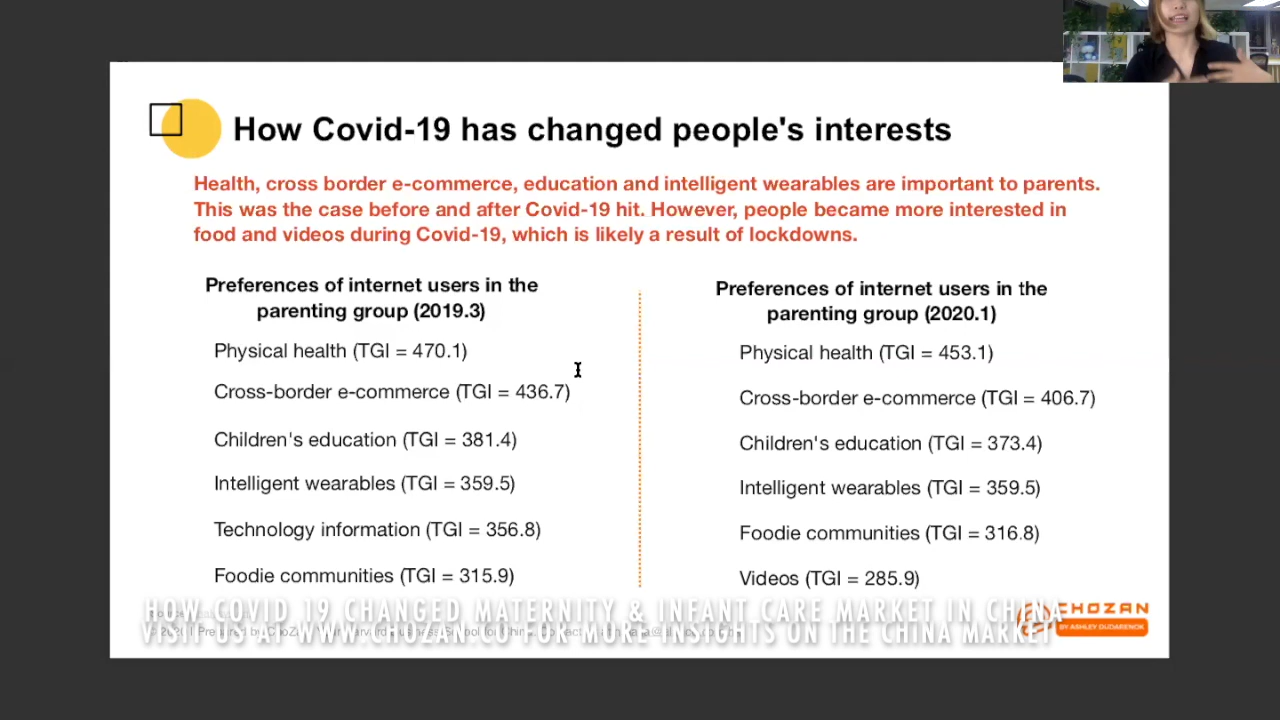 How Covid-19 has changed people's interests
Health, cross border e-commerce, education and intelligent wearables are important to parents.
This was the case before and after Covid-19 hit. However, people became more interested in
food and videos during Covid-19, which is likely a result of lockdowns.
Preferences of internet users in the
parenting group (2019.3)
Physical health (TGI = 470.1)
Cross-border e-commerce (TGI = 436.7)
Children's education (TGI = 381.4)
Intelligent wearables (TGI = 359.5)
Technology information (TGI = 356.8)
Foodie communities (TGI = 315.9)
Preferences of internet users in the
parenting group (2020.1)
Physical health (TGI = 453.1)
Cross-border e-commerce (TGI = 406.7)
Children's education (TGI = 373.4)
Intelligent wearables (TGI = 359.5)
Foodie communities (TGI = 316.8)
Videos (TGI = 285.9)
HOW COVID 19 CHANGED MATERNITY & INFANT CARE MARKET IN CHINA
VISIT US AT WWW.CHOZAN.CO FOR MORE INSIGHTS ON THE CHINA MARKET
CHOZAN
BY ASHLEY DUDARENOK